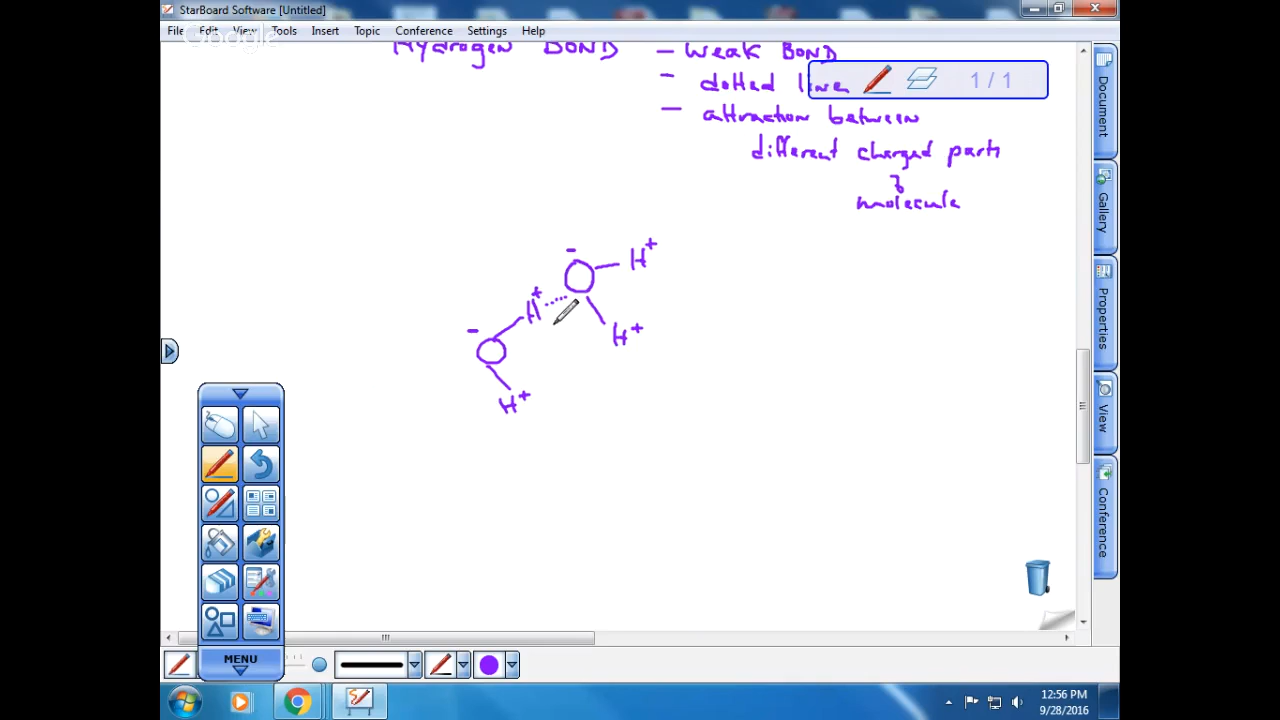 StarBoard Software [Untitled]
File Edit View Tools Insert Topic Conference Settings Help
Google
Hydrogen BOND
– Weak BOND
– dotted line
1 / 1
– attraction between
different charged parts
molecule
- H+
H+
- O H+
O
H+
Document
Gallery
Properties
View
Conference
MENU
12:56 PM
9/28/2016